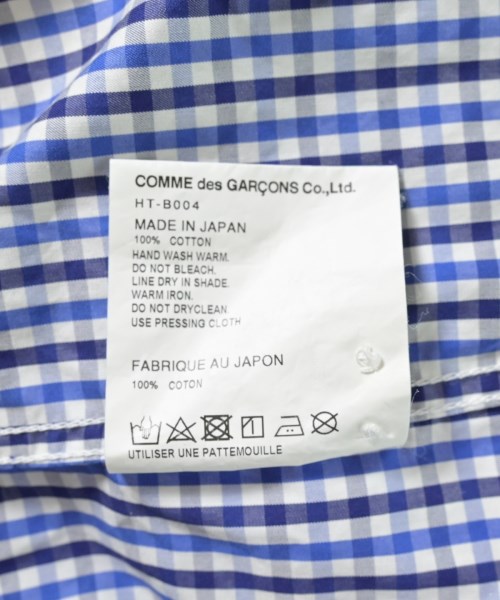 COMME des GARÇONS Co.,Ltd.
HT-B004
MADE IN JAPAN
100% COTTON
HAND WASH WARM.
DO NOT BLEACH.
LINE DRY IN SHADE.
WARM IRON.
DO NOT DRYCLEAN
USE PRESSING CLOTH
FABRIQUE AU JAPON
100% COTON
UTILISER UNE PATTEMOUILLE